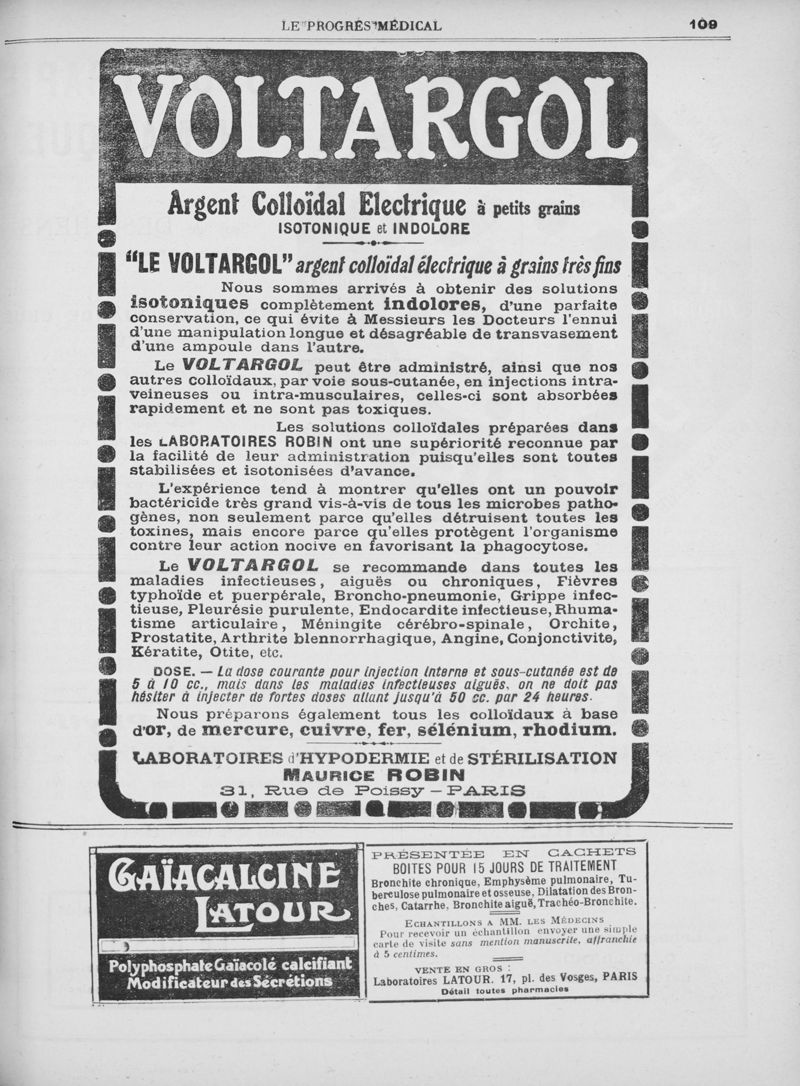 LE PROGRÈS MÉDICAL
109
VOLTARGOL
Argent Colloïdal Electrique à petits grains
ISOTONIQUE et INDOLORE
"LE VOLTARGOL" argent colloïdal électrique à grains très fins
Nous sommes arrivés à obtenir des solutions
isotoniques complètement indolores, d'une parfaite
conservation, ce qui évite à Messieurs les Docteurs l'ennui
d'une manipulation longue et désagréable de transvasement
d'une ampoule dans l'autre.
Le VOLTARGOL peut être administré, ainsi que nos
autres colloïdaux, par voie sous-cutanée, en injections intra-
veineuses ou intra-musculaires, celles-ci sont absorbées
rapidement et ne sont pas toxiques.
Les solutions colloïdales préparées dans
les LABORATOIRES ROBIN ont une supériorité reconnue par
la facilité de leur administration puisqu'elles sont toutes
stabilisées et isotonisées d'avance.
L'expérience tend à montrer qu'elles ont un pouvoir
bactéricide très grand vis-à-vis de tous les microbes patho-
gènes, non seulement parce qu'elles détruisent toutes les
toxines, mais encore parce qu'elles protègent l'organisme
contre leur action nocive en favorisant la phagocytose.
Le VOLTARGOL se recommande dans toutes les
maladies infectieuses, aiguës ou chroniques, Fièvres
typhoïde et puerpérale, Broncho-pneumonie, Grippe infec-
tieuse, Pleurésie purulente, Endocardite infectieuse, Rhuma-
tisme articulaire, Méningite cérébro-spinale, Orchite,
Prostatite, Arthrite blennorrhagique, Angine, Conjonctivite,
Kératite, Otite, etc.
DOSE. — La dose courante pour injection interne et sous-cutanée est de
5 à 10 cc., mais dans les maladies infectieuses aiguës, on ne doit pas
hésiter à injecter de fortes doses allant jusqu'à 50 cc. par 24 heures.
Nous préparons également tous les colloïdaux à base
d'or, de mercure, cuivre, fer, sélénium, rhodium.
LABORATOIRES d'HYPODERMIE et de STÉRILISATION
MAURICE ROBIN
31, Rue de Poissy — PARIS
GAÏACALCINE
LATOUR
Polyphosphate Gaïacolé calcifiant
Modificateur des Sécrétions
PRÉSENTÉE EN CACHETS
BOITES POUR 15 JOURS DE TRAITEMENT
Bronchite chronique, Emphysème pulmonaire, Tu-
berculose pulmonaire et osseuse, Dilatation des Bron-
ches, Catarrhe, Bronchite aiguë, Trachéo-Bronchite.
ECHANTILLONS A MM. LES MÉDECINS
Pour recevoir un échantillon envoyer une simple
carte de visite sans mention manuscrite, affranchie
à 5 centimes.
VENTE EN GROS :
Laboratoires LATOUR. 17, pl. des Vosges, PARIS
Détail toutes pharmacies